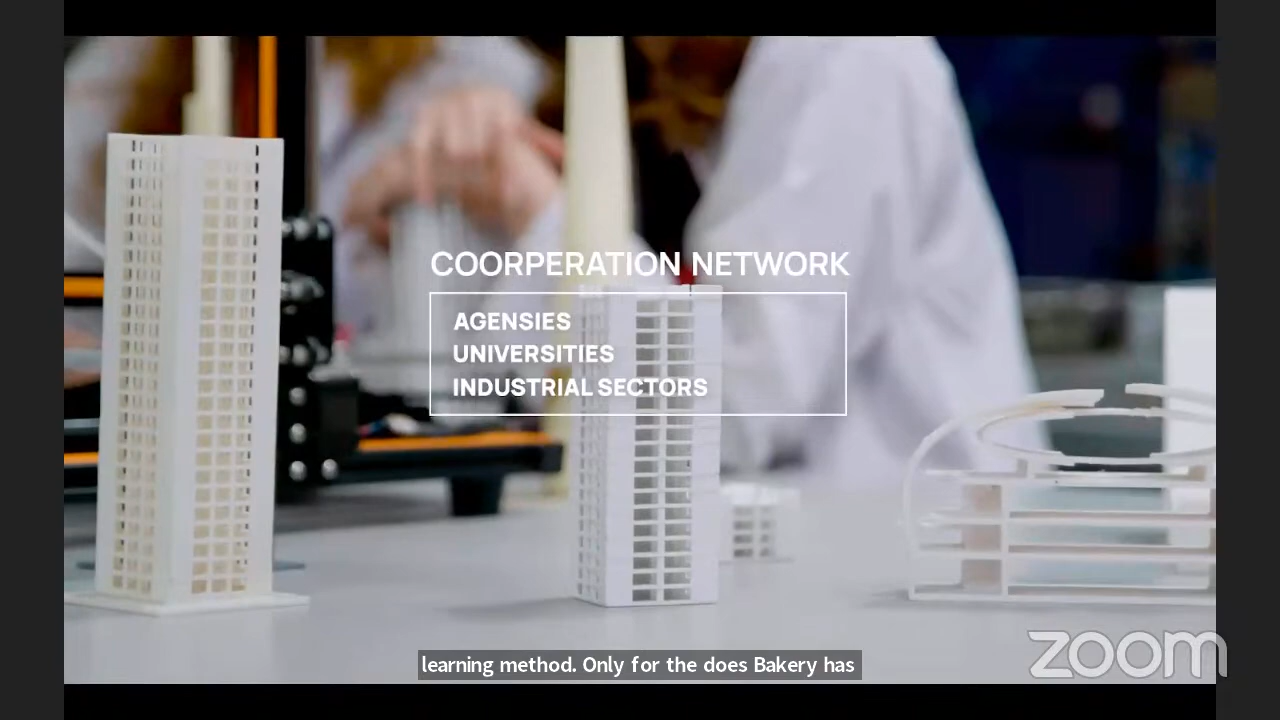 COORPERATION NETWORK
AGENSIES
UNIVERSITIES
INDUSTRIAL SECTORS
learning method. Only for the does Bakery has
zoom